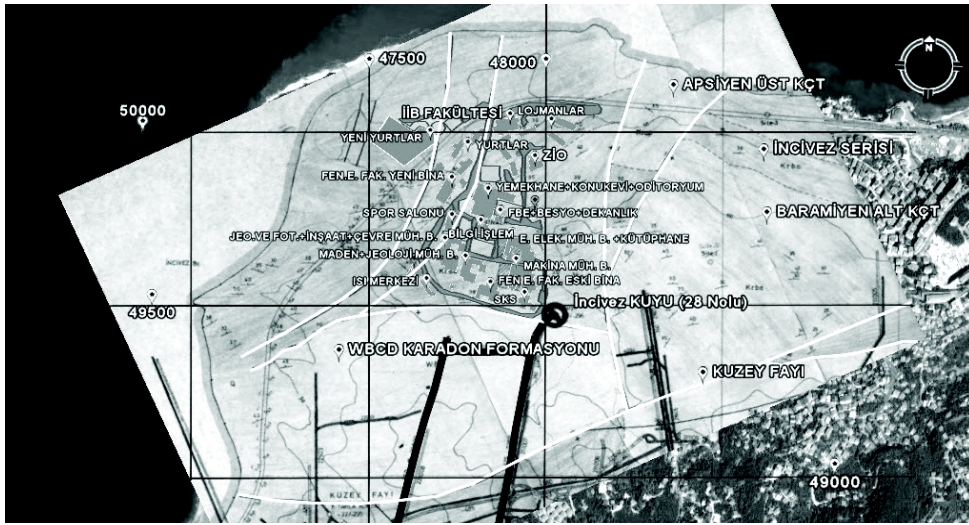 N
47500
48000
50000
APSİYEN ÜST KÇT
İİB FAKÜLTESİ
LOJMANLAR
YENİ YURTLAR
YURTLAR
ZİO
İNCİVEZ SERİSİ
FEN.E. FAK. YENİ BİNA
YEMEKHANE+KONUKEVİ+ODİTORYUM
SPOR SALONU
FBE+BESYO+DEKANLIK
BARAMİYEN ALT KÇT
JEO.VE FOT.+İNŞAAT+ÇEVRE MÜH. B.
BİLGİ İŞLEM
E. ELEK. MÜH. B. +KÜTÜPHANE
MADEN+JEOLOJİ MÜH. B.
MAKİNA MÜH. B.
ISI MERKEZİ
FEN E. FAK. ESKİ BİNA
SKS
49500
İncivez KUYU (28 Nolu)
WBCD KARADON FORMASYONU
KUZEY FAYI
49000
KUZEY FAYI